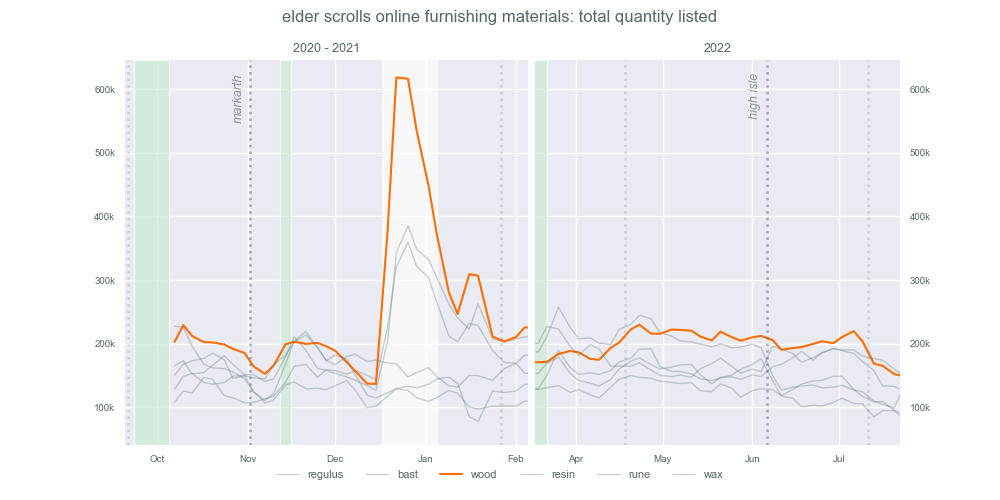 elder scrolls online furnishing materials: total quantity listed
2020 - 2021
2022
600k
500k
400k
300k
200k
100k
markarth
high isle
600k
500k
400k
300k
200k
100k
Oct
Nov
Dec
Jan
Feb
Apr
May
Jun
Jul
regulus
bast
wood
resin
rune
wax